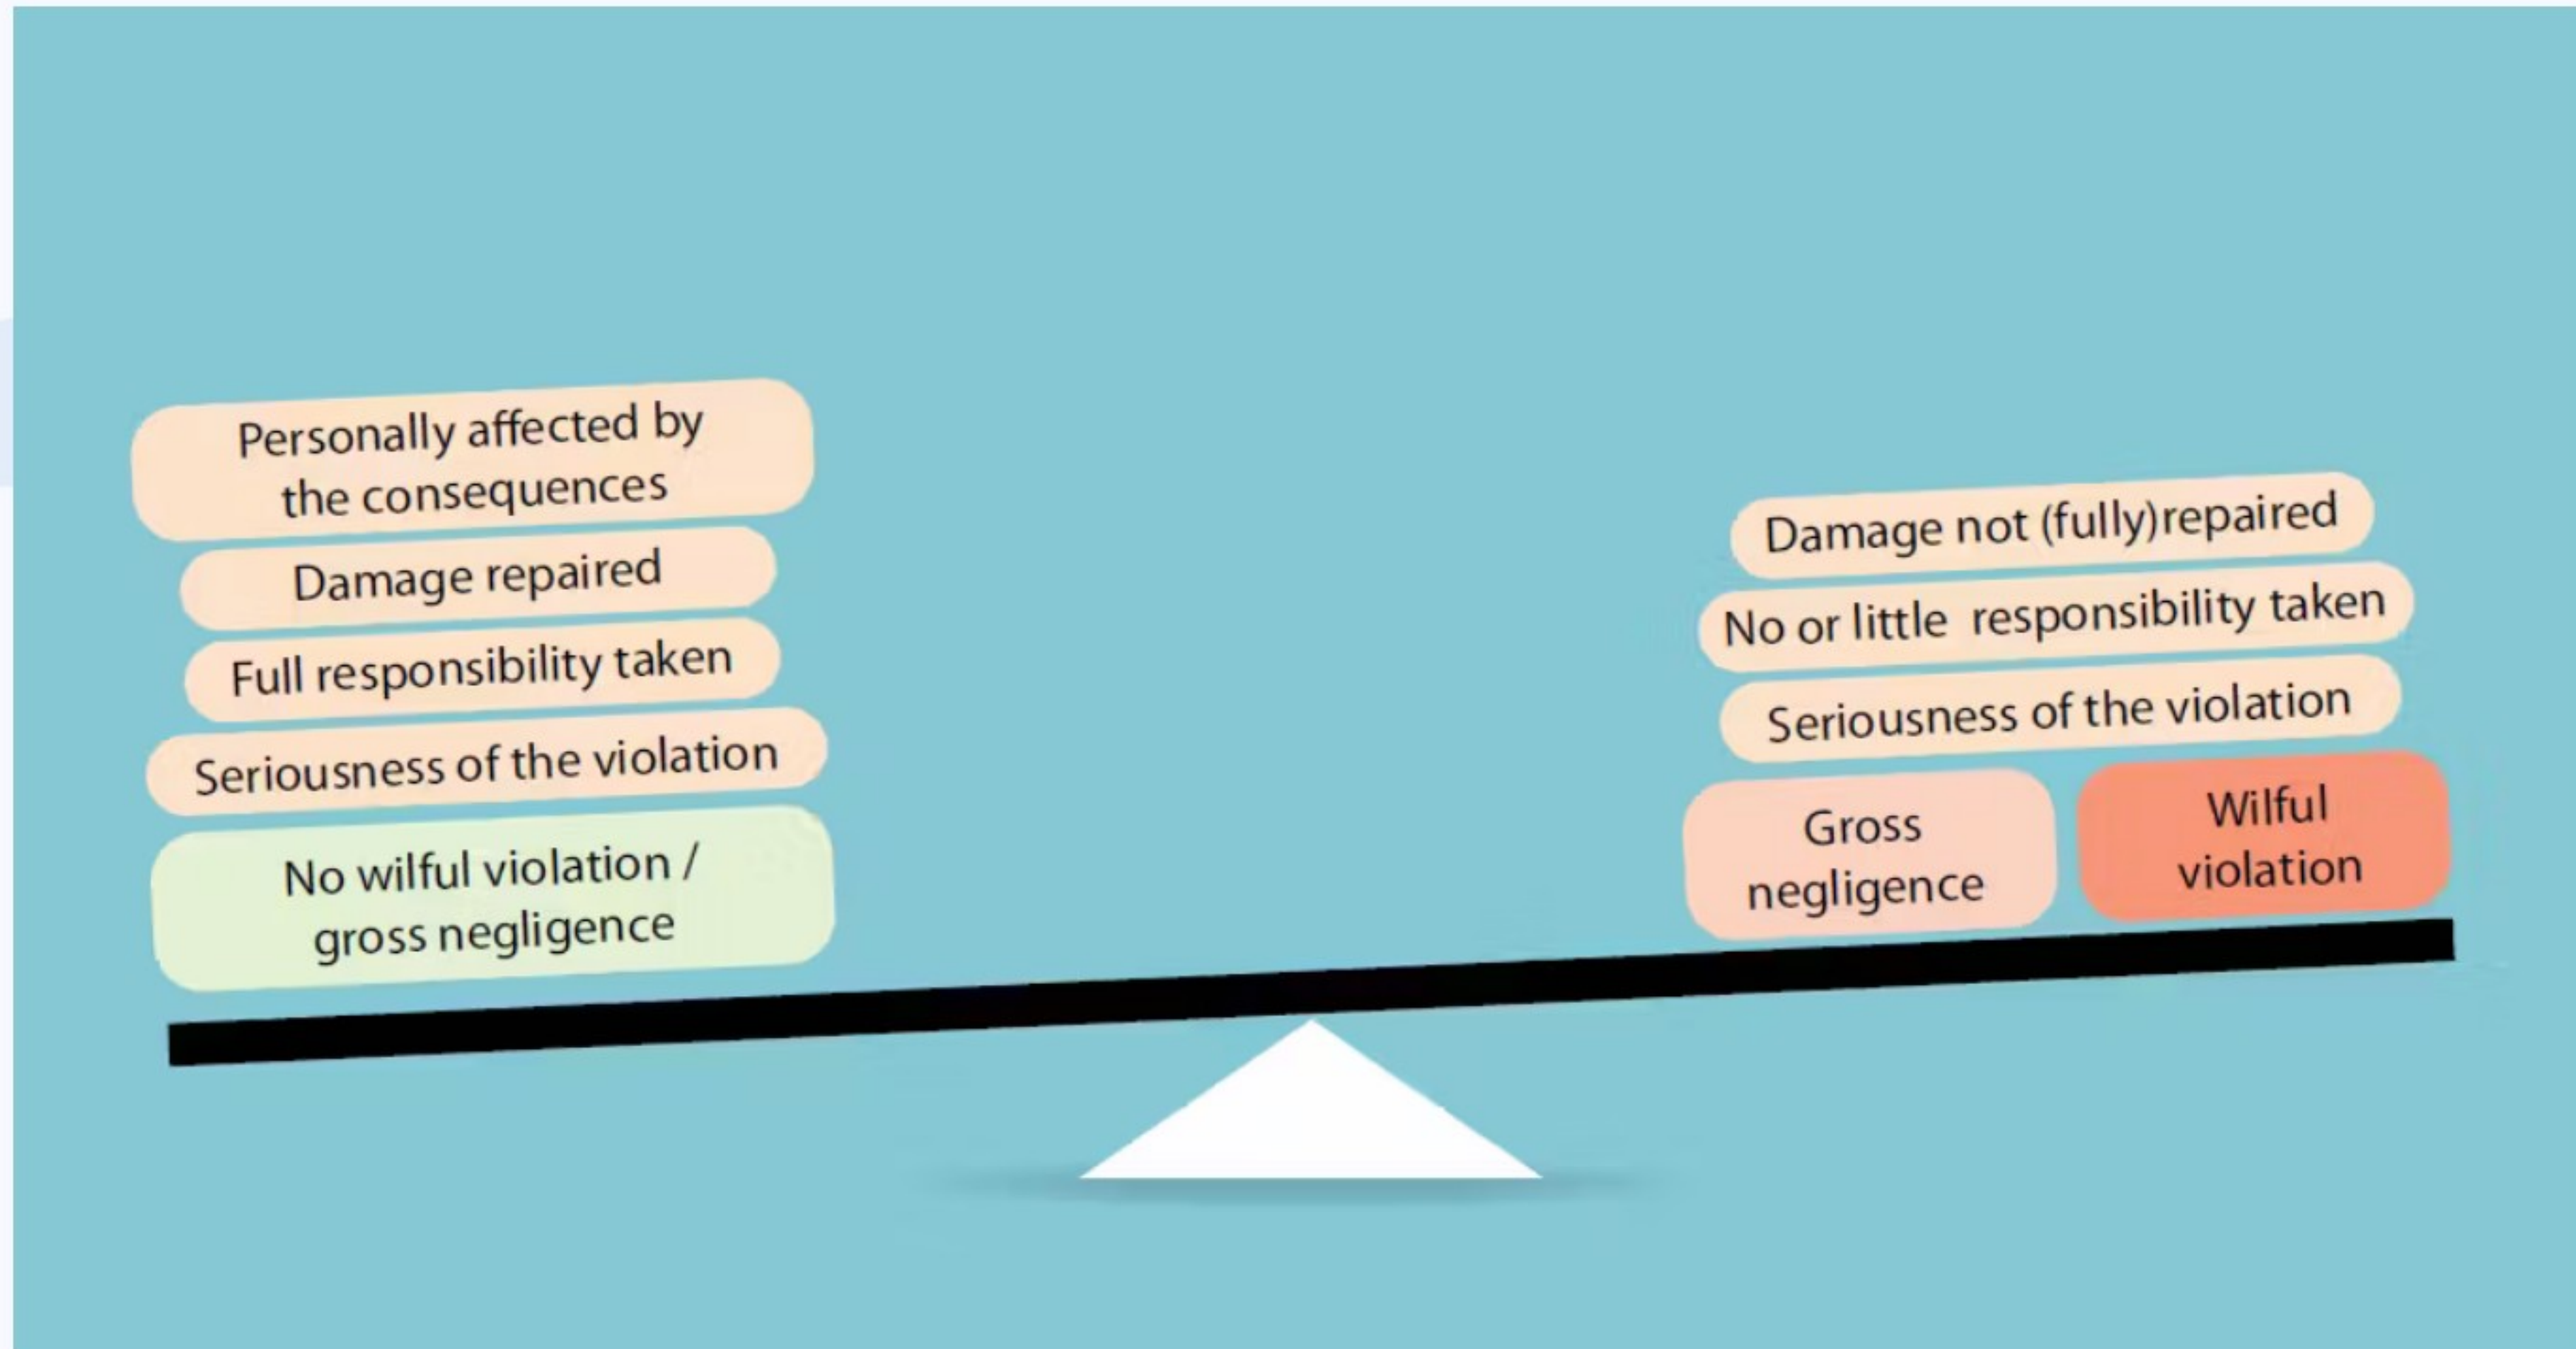 Personally affected by
the consequences
Damage repaired
Full responsibility taken
Seriousness of the violation
No wilful violation /
gross negligence
Damage not (fully)repaired
No or little responsibility taken
Seriousness of the violation
Gross
negligence
Wilful
violation